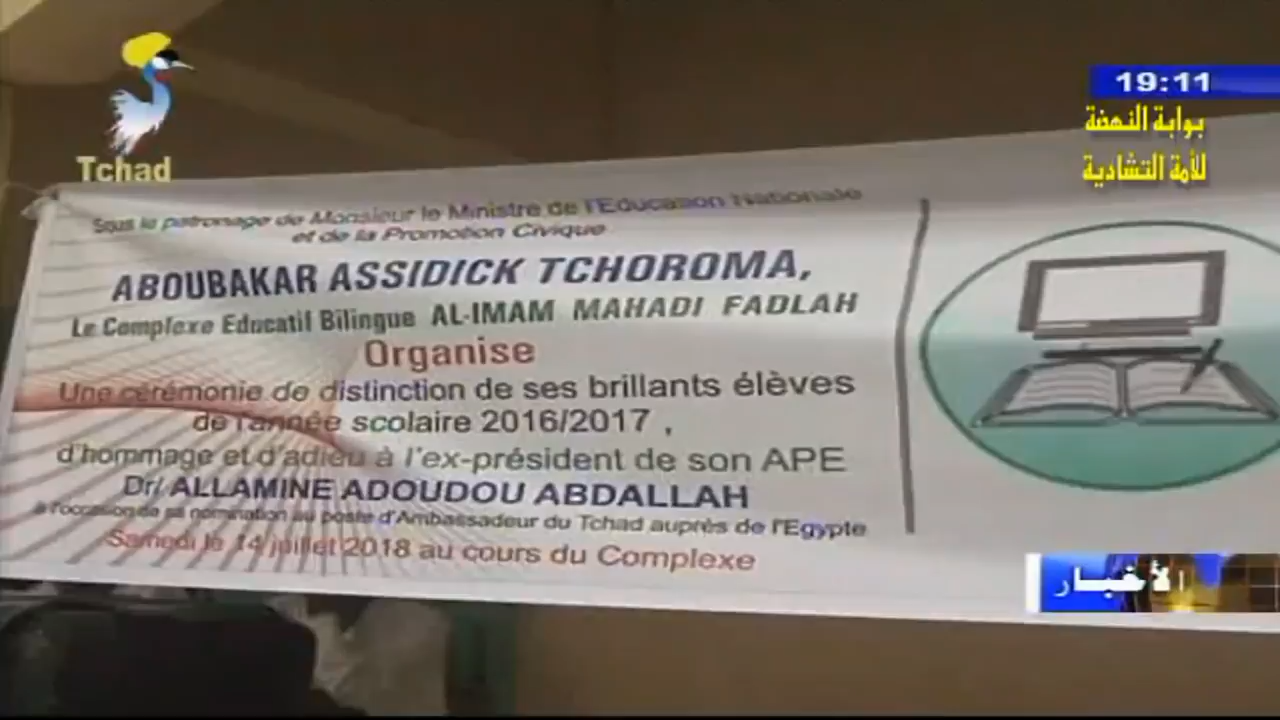 Tchad
19:11
بوابة النهضة
للأمة التشادية
Sous le patronage de Monsieur le Ministre de l'Education Nationale
et de la Promotion Civique
ABOUBAKAR ASSIDICK TCHOROMA,
Le Complexe Educatif Bilingue AL-IMAM MAHADI FADLAH
Organise
Une cérémonie de distinction de ses brillants élèves
de l'année scolaire 2016/2017 ,
d'hommage et d'adieu à l'ex-président de son APE
Dr/ ALLAMINE ADOUDOU ABDALLAH
à l'occasion de sa nomination au poste d'Ambassadeur du Tchad auprès de l'Egypte
Samedi le 14 juillet 2018 au cours du Complexe
الأخبار